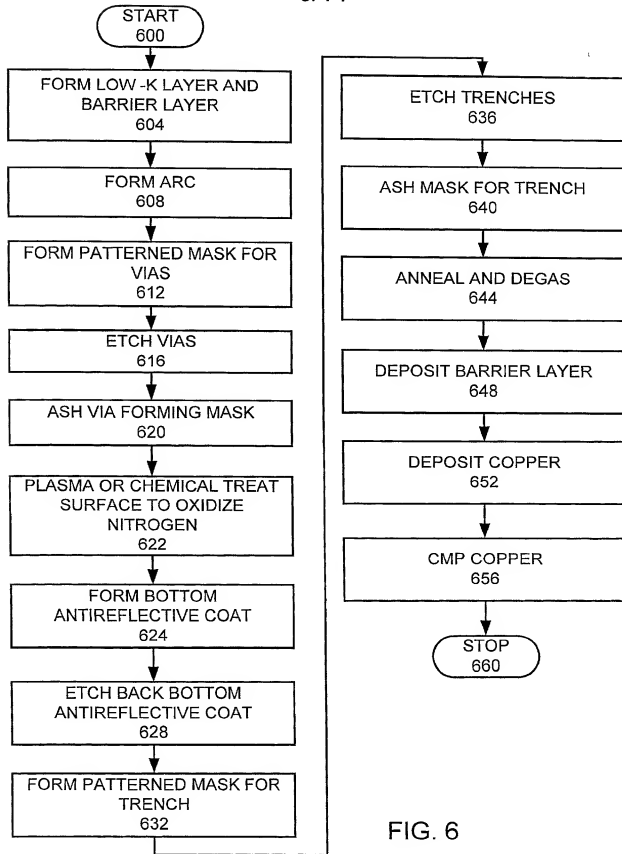 START
600
FORM LOW -K LAYER AND
BARRIER LAYER
604
FORM ARC
608
FORM PATTERNED MASK FOR
VIAS
612
ETCH VIAS
616
ASH VIA FORMING MASK
620
PLASMA OR CHEMICAL TREAT
SURFACE TO OXIDIZE
NITROGEN
622
FORM BOTTOM
ANTIREFLECTIVE COAT
624
ETCH BACK BOTTOM
ANTIREFLECTIVE COAT
628
FORM PATTERNED MASK FOR
TRENCH
632
ETCH TRENCHES
636
ASH MASK FOR TRENCH
640
ANNEAL AND DEGAS
644
DEPOSIT BARRIER LAYER
648
DEPOSIT COPPER
652
CMP COPPER
656
STOP
660
FIG. 6